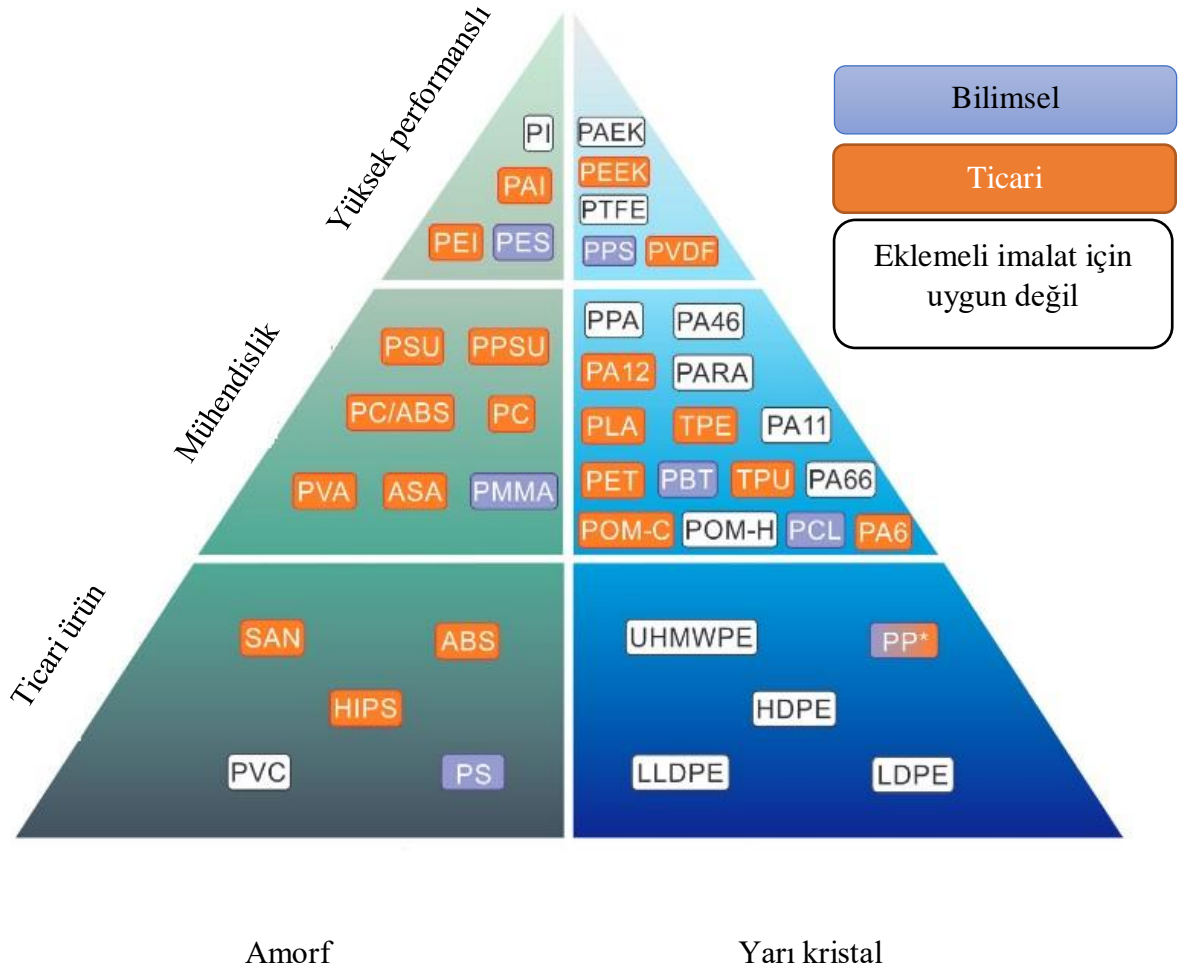 Yüksek performanslı
PI
PAEK
PAI
PEEK
PTFE
PEI PES
PPS PVDF
Bilimsel
Ticari
Eklemeli imalat için
uygun değil
Mühendislik
PSU PPSU
PC/ABS PC
PVA ASA PMMA
PPA PA46
PA12 PARA
PLA TPE PA11
PET PBT TPU PA66
POM-C POM-H PCL PA6
Ticari ürün
SAN ABS
HIPS
PVC PS
UHMWPE PP*
HDPE
LLDPE LDPE
Amorf
Yarı kristal